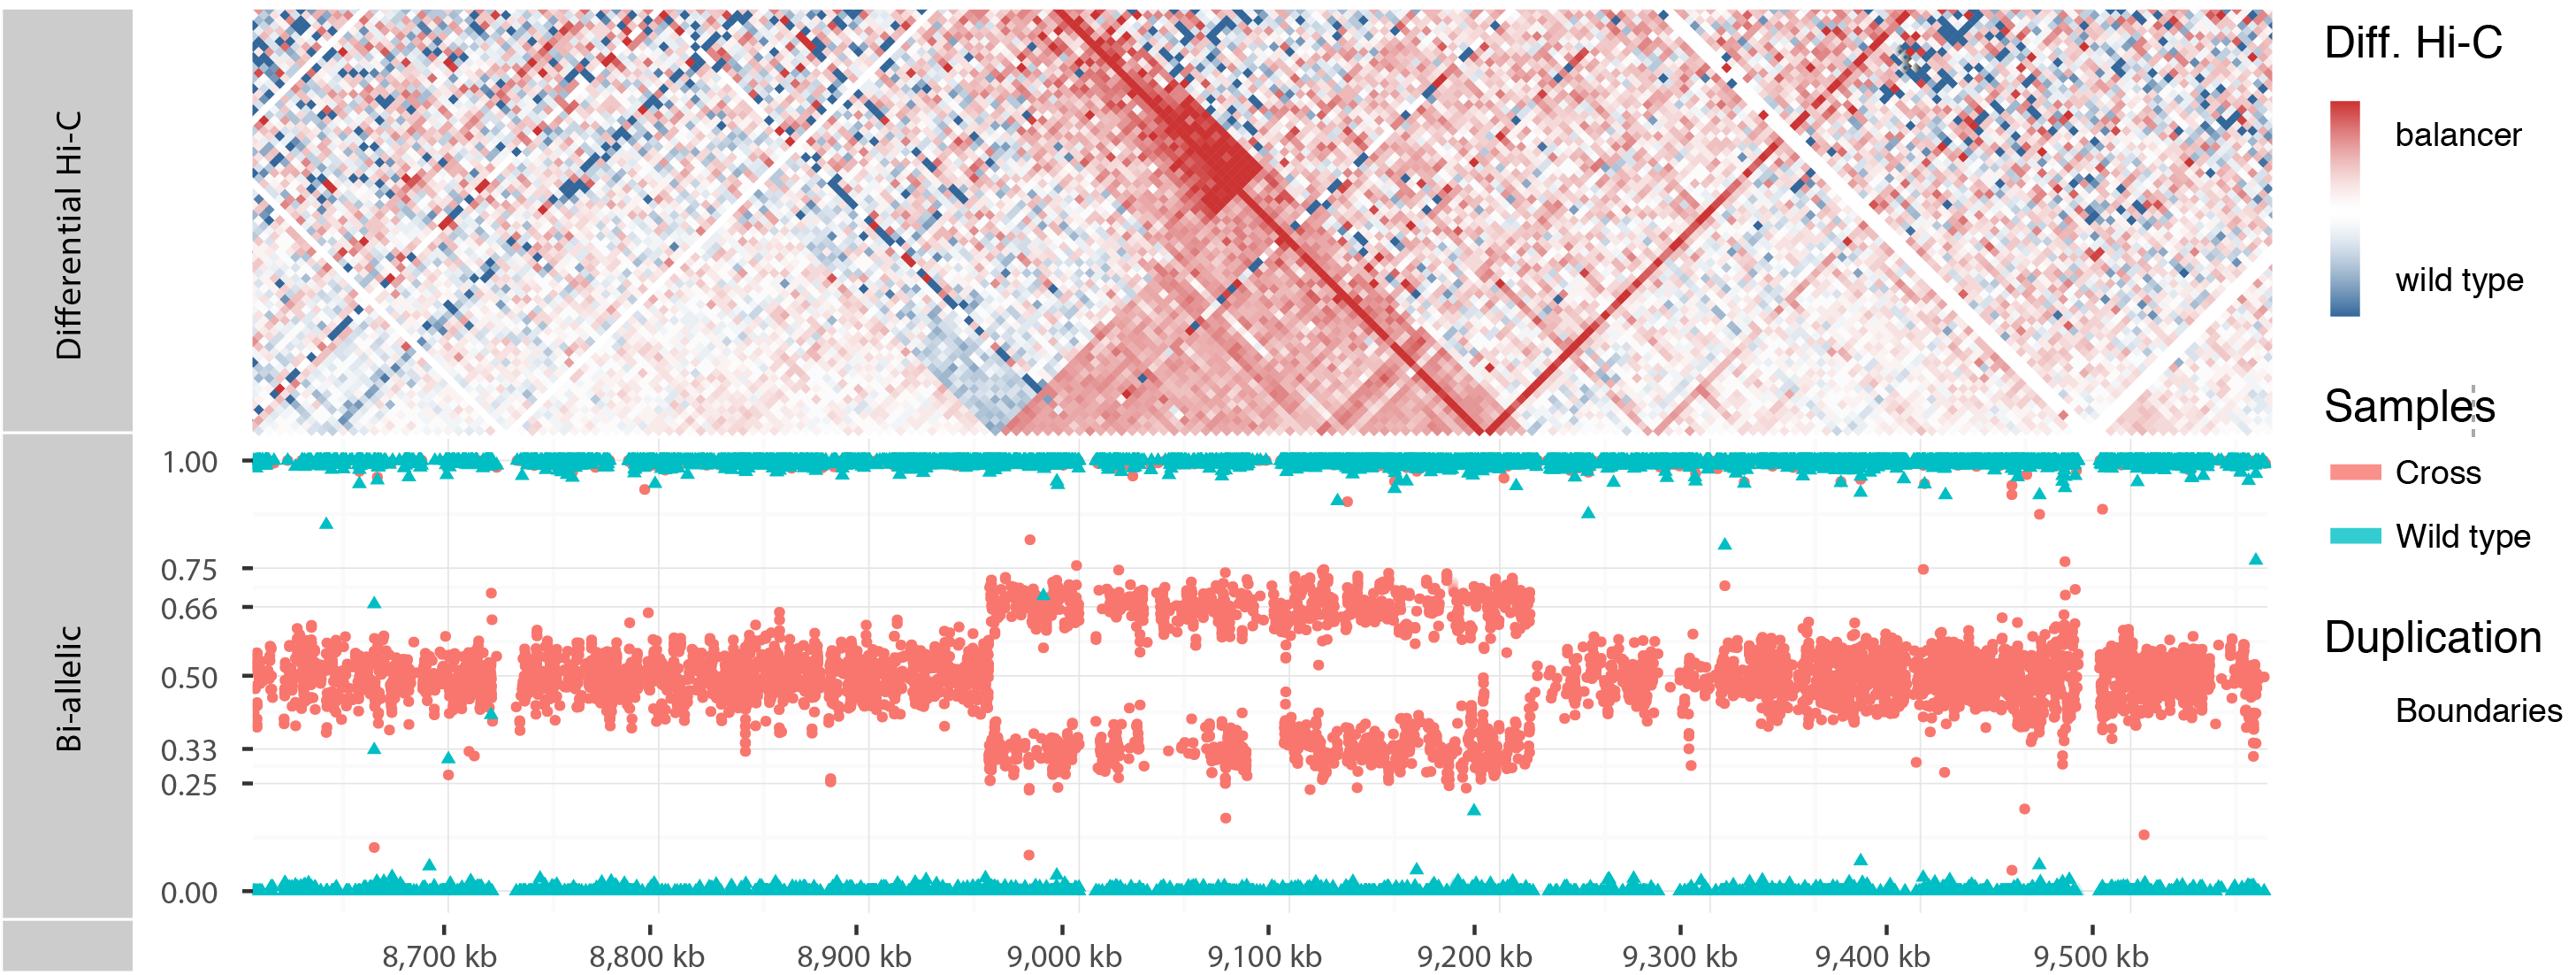 Differential Hi-C
Diff. Hi-C
balancer
wild type
Samples
Cross
Wild type
Duplication
Boundaries
Bi-allelic
1.00
0.75
0.66
0.50
0.33
0.25
0.00
8,700 kb
8,800 kb
8,900 kb
9,000 kb
9,100 kb
9,200 kb
9,300 kb
9,400 kb
9,500 kb